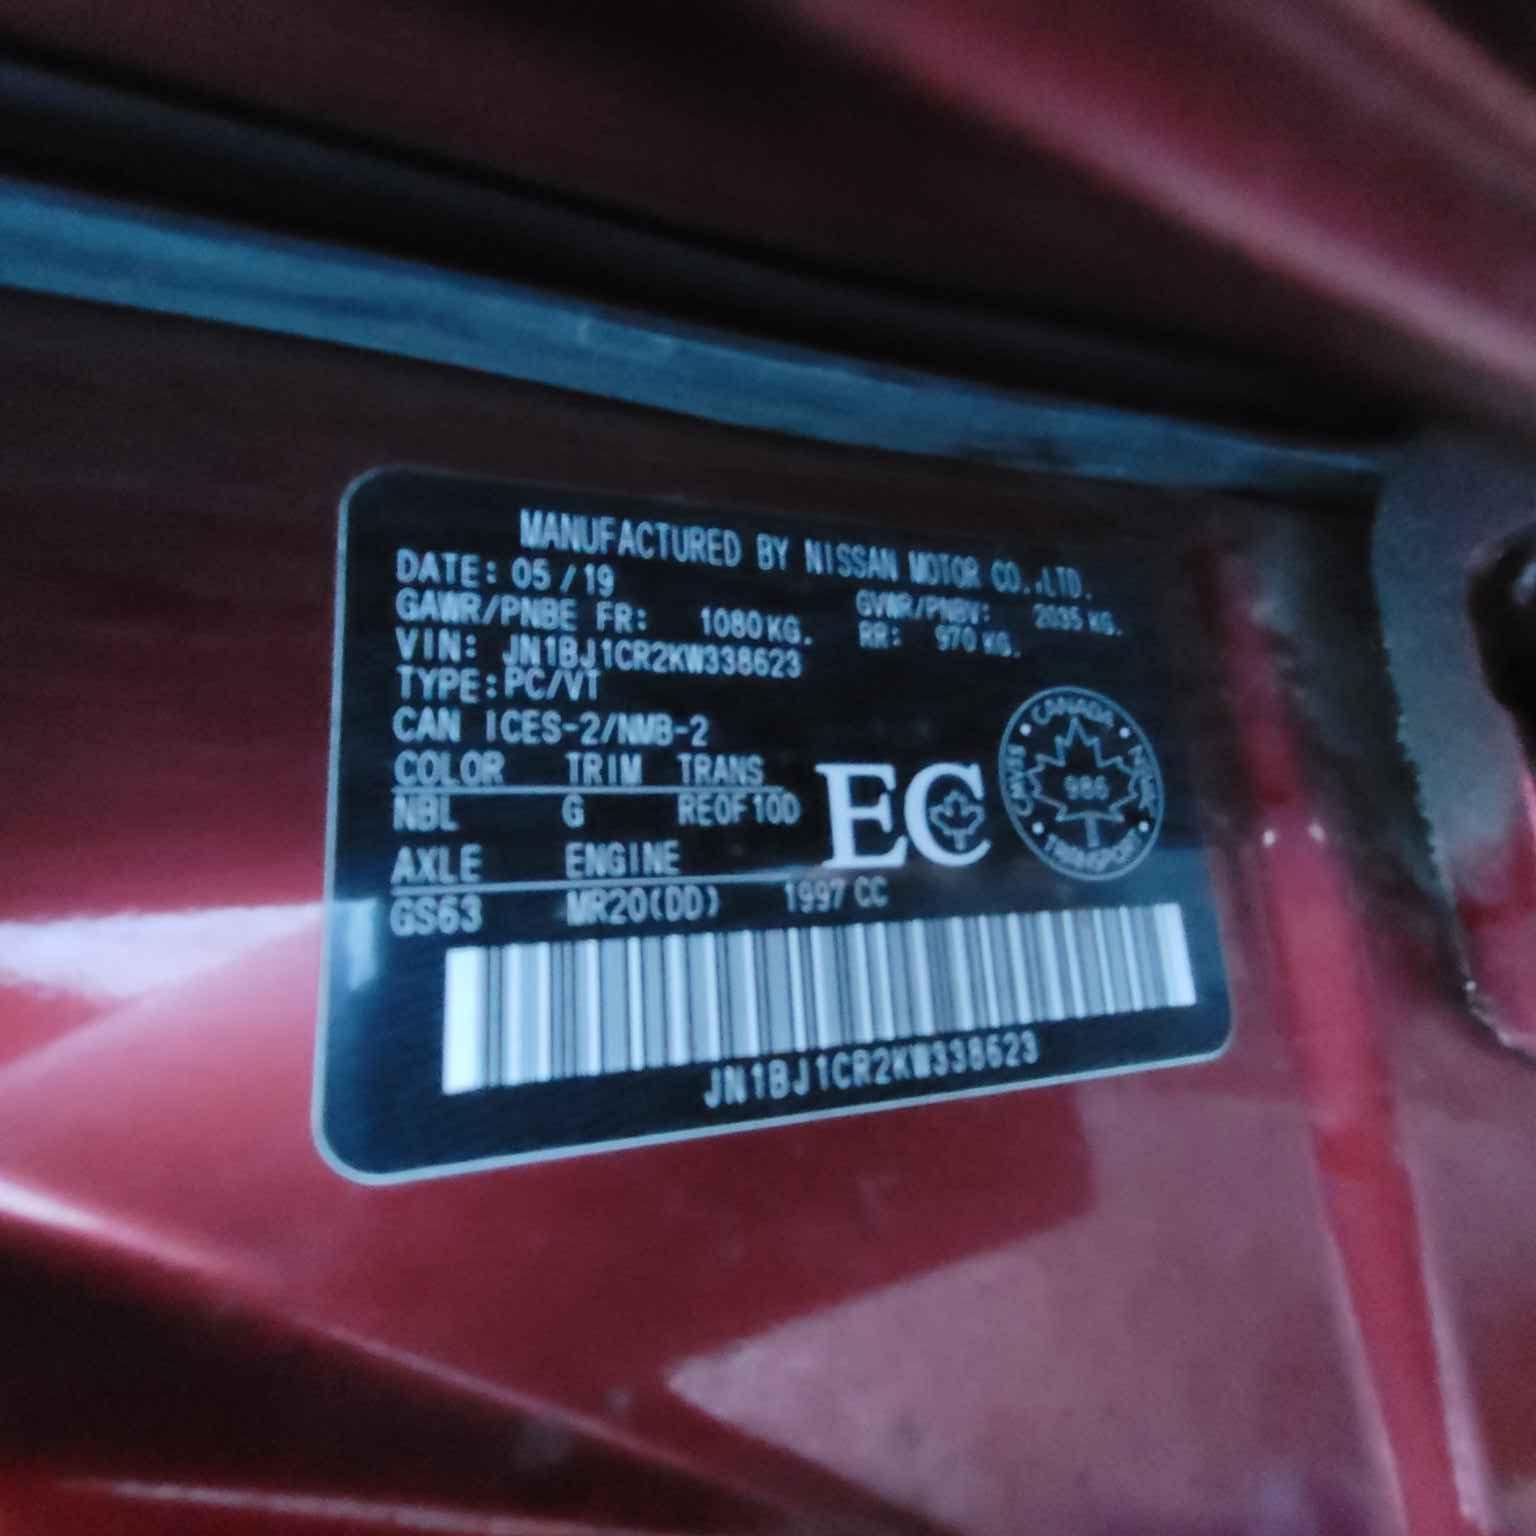 MANUFACTURED BY NISSAN MOTOR CO.,LTD.
DATE: 05/19
GVWR/PNBV: 2035 KG.
GAWR/PNBE FR: 1080 KG. RR: 970 KG.
VIN: JN1BJ1CR2KW338623
TYPE: PC/VT
CAN ICES-2/NMB-2
COLOR TRIM TRANS
NBL G RE0F10D
AXLE ENGINE
GS63 MR20(DD) 1997 CC
EC
CANADA
986
TRANSPORT
JN1BJ1CR2KW338623